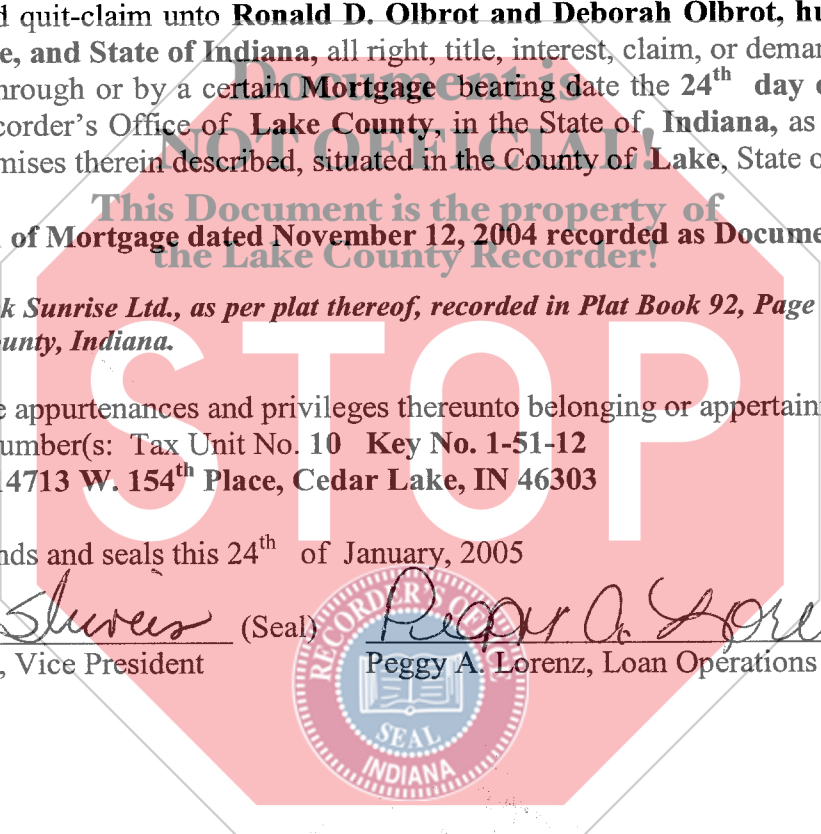 d quit-claim unto Ronald D. Olbrot and Deborah Olbrot, hu
e, and State of Indiana, all right, title, interest, claim, or deman
Document is
hrough or by a certain Mortgage bearing date the 24th day o
corder's Office of Lake County, in the State of Indiana, as
NOT OFFICIAL!
mises therein described, situated in the County of Lake, State o
This Document is the property of
of Mortgage dated November 12, 2004 recorded as Docume
the Lake County Recorder!
k Sunrise Ltd., as per plat thereof, recorded in Plat Book 92, Page
unty, Indiana.
STOP
e appurtenances and privileges thereunto belonging or appertain
umber(s: Tax Unit No. 10 Key No. 1-51-12
4713 W. 154th Place, Cedar Lake, IN 46303
nds and seals this 24th of January, 2005
(Seal) Peggy A. Lore
, Vice President Peggy A. Lorenz, Loan Operations
RECORDER'S OFFICE
SEAL
INDIANA